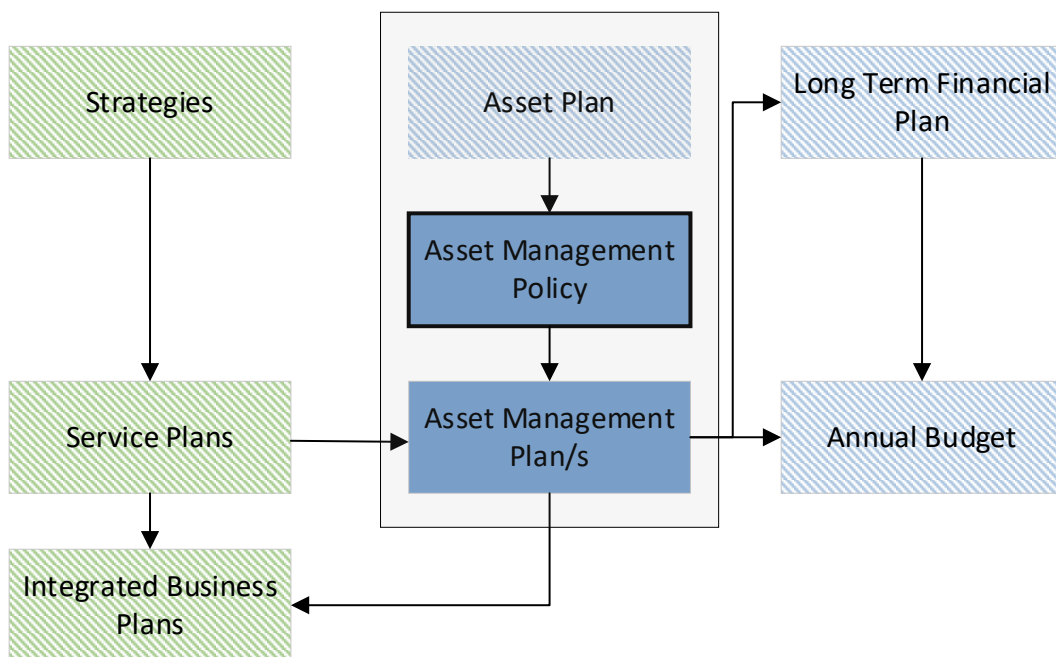 Strategies
Asset Plan
Long Term Financial
Plan
Asset Management
Policy
Service Plans
Asset Management
Plan/s
Annual Budget
Integrated Business
Plans